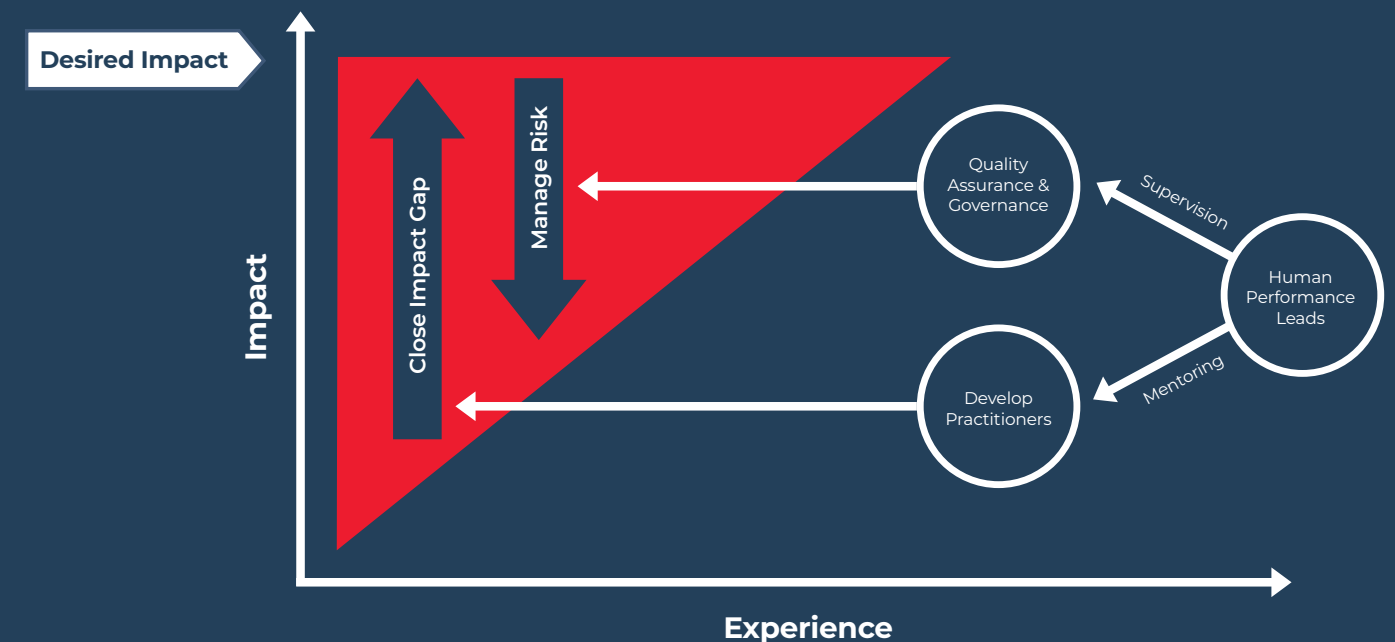 Desired Impact
Impact
Close Impact Gap
Manage Risk
Quality
Assurance &
Governance
Supervision
Human
Performance
Leads
Mentoring
Develop
Practitioners
Experience